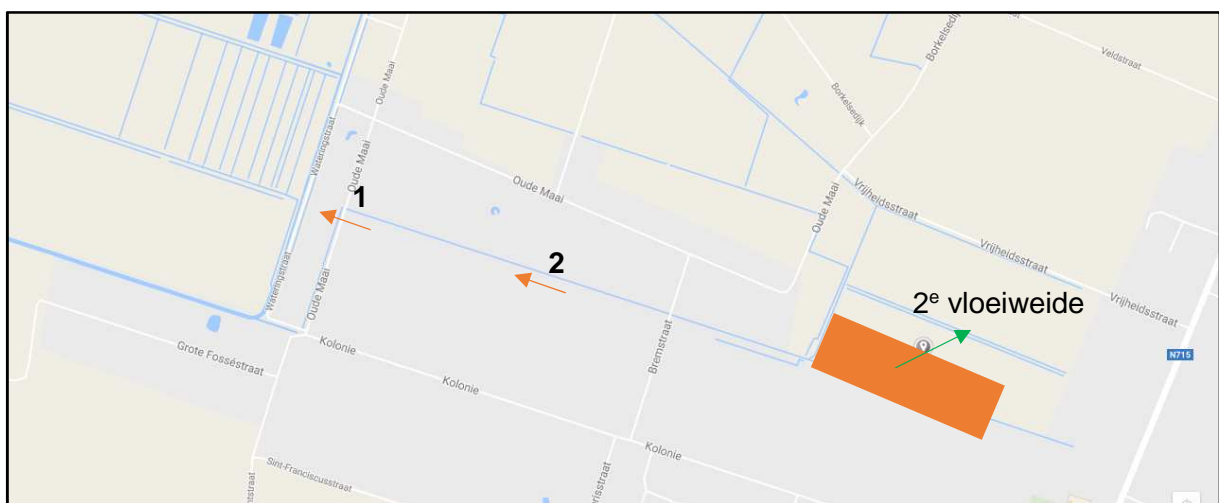 Borkelsedijk
Veldstraat
Oude Maai
Wateringstraat
Borkelsedijk
Oude Maai
Oude Maai
1
Vrijheidsstraat
Oude Maai
Vrijheidsstraat
Wateringstraat
2
Oude Maai
2e vloeiweide
Vrijheidsstraat
Kolonie
Bremstraat
Grote Fosséstraat
N715
Kolonie
Sint-Franciscusstraat